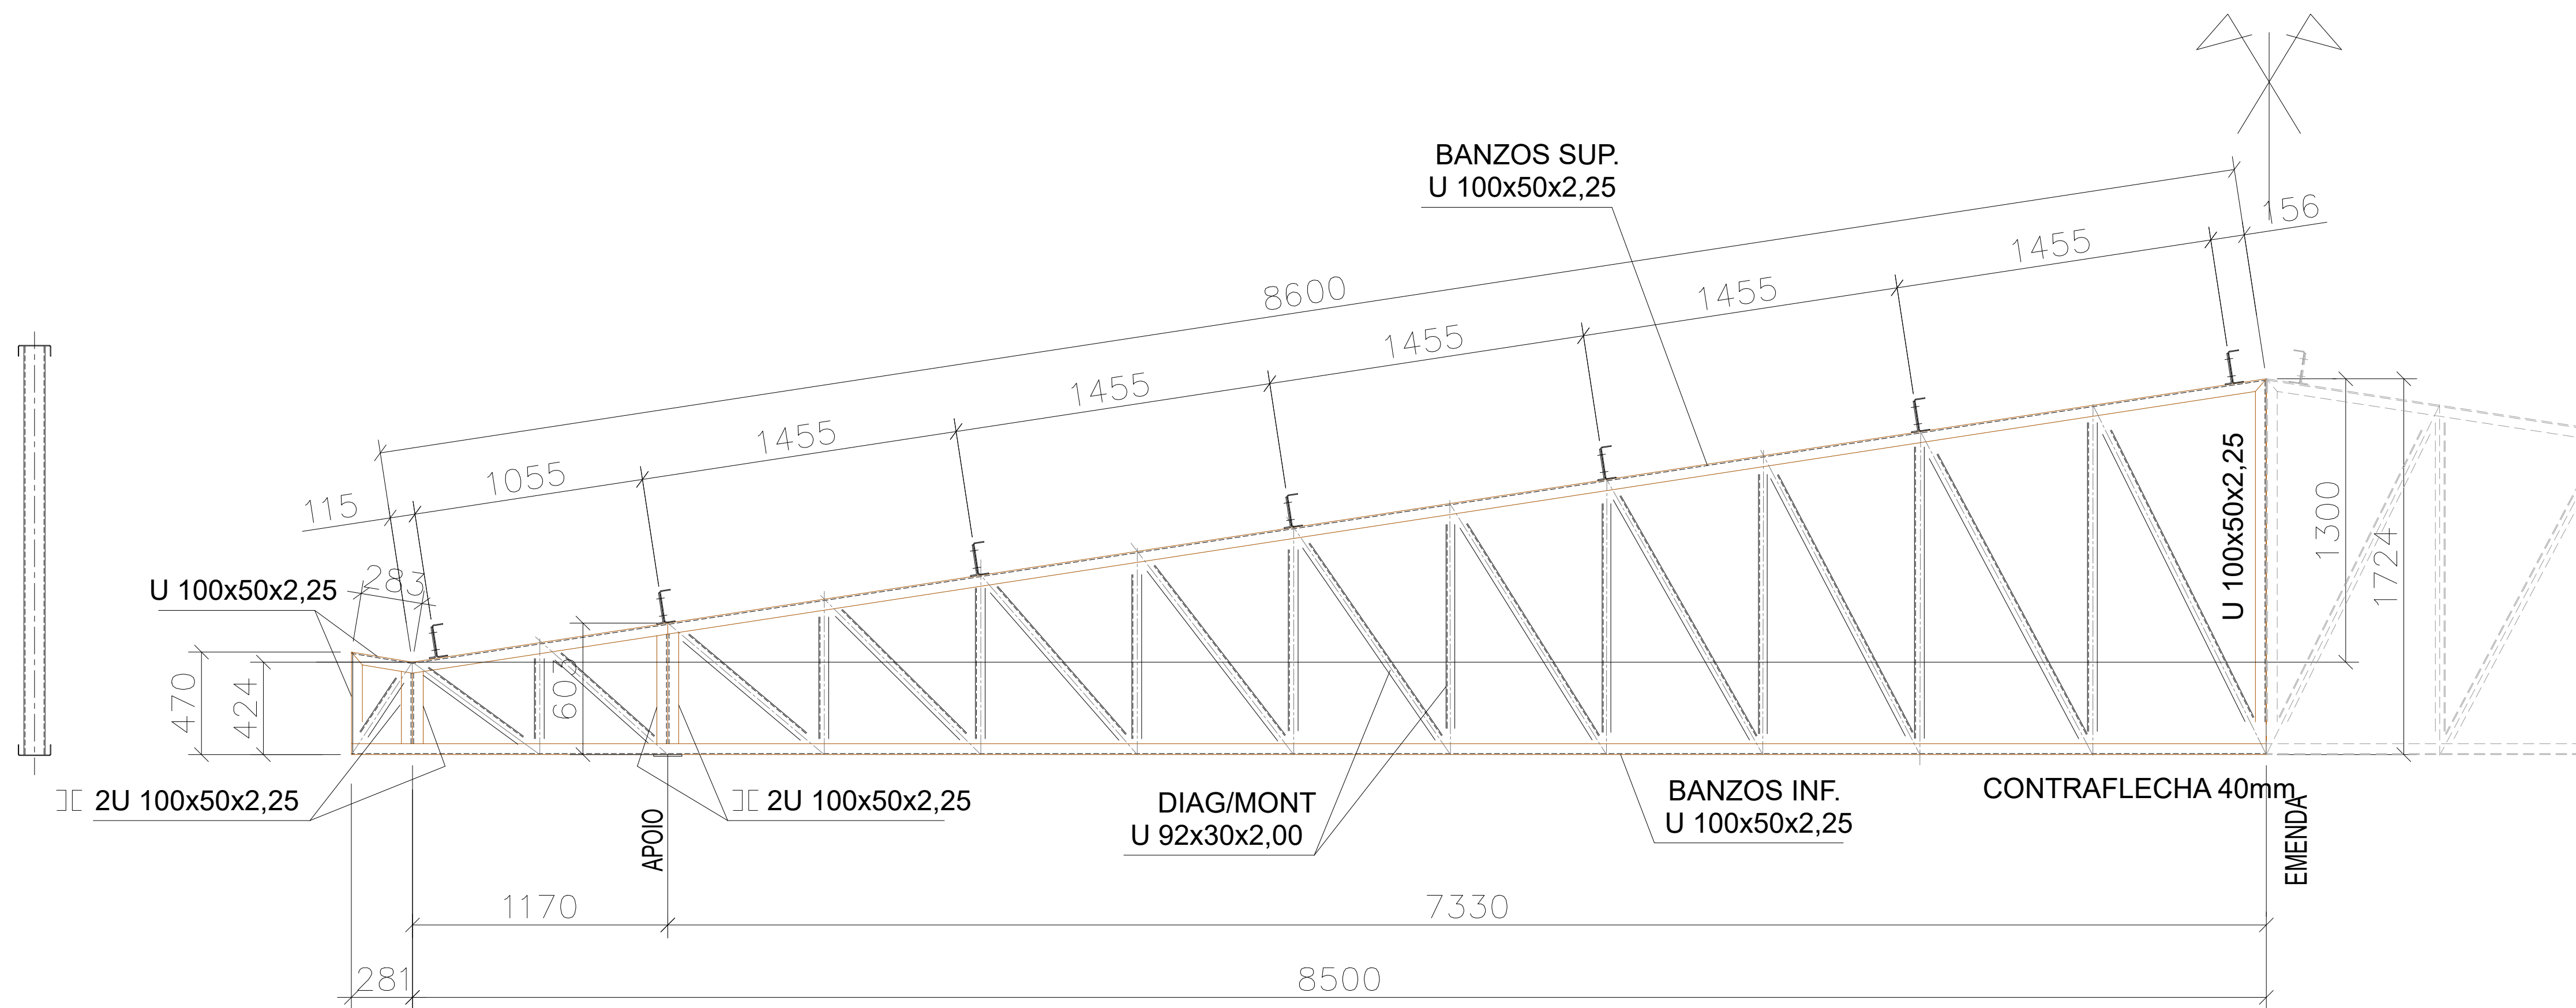 BANZOS SUP.
U 100x50x2,25
156
1455
8600
1455
1455
1455
1455
1055
115
283
U 100x50x2,25
U 100x50x2,25
1300
1724
470
424
603
2U 100x50x2,25
APOIO
2U 100x50x2,25
DIAG/MONT
U 92x30x2,00
BANZOS INF.
U 100x50x2,25
CONTRAFLECHA 40mm
EMENDA
1170
7330
281
8500